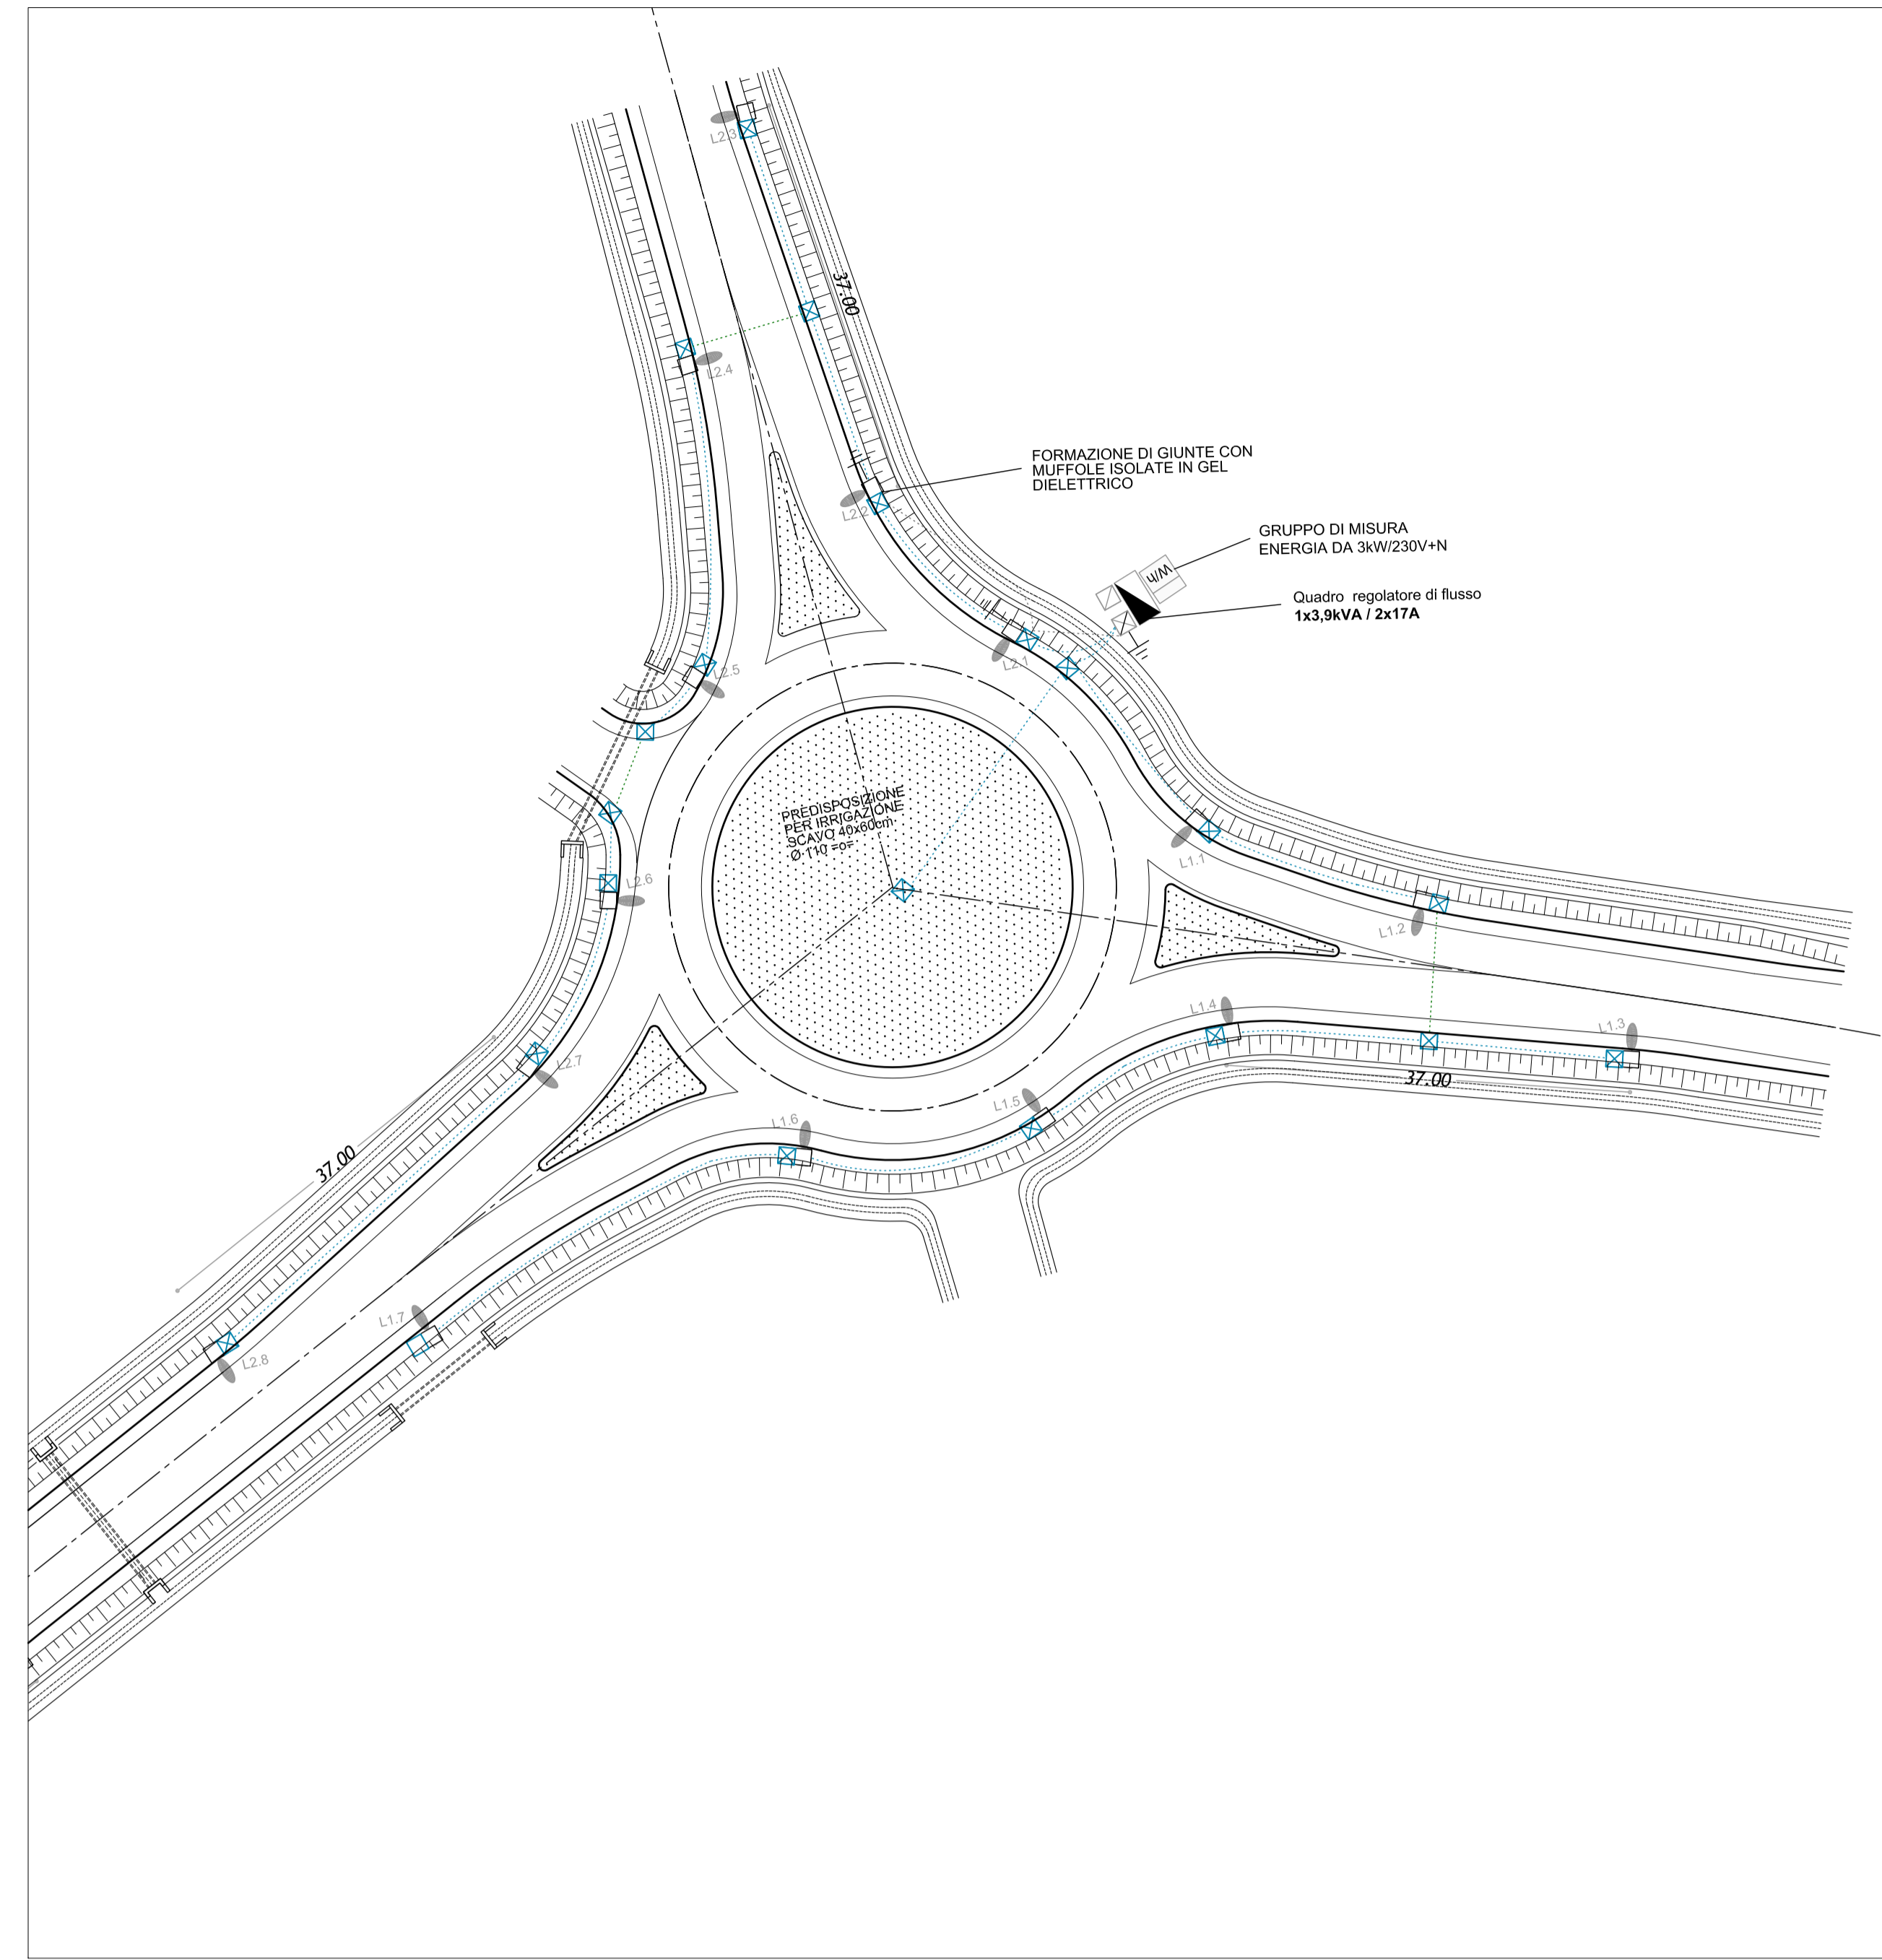 L2.3
37.00
L2.4
FORMAZIONE DI GIUNTE CON
MUFFOLE ISOLATE IN GEL
DIELETTRICO
L2.2
GRUPPO DI MISURA
ENERGIA DA 3kW/230V+N
W/h
Quadro regolatore di flusso
1x3,9kVA / 2x17A
L2.1
L2.5
PREDISPOSIZIONE
PER IRRIGAZIONE
SCAVO 40x60cm
Ø 110 =o=
L1.1
L2.6
L1.2
L1.4
L1.3
L2.7
37.00
L1.5
L1.6
37.00
L1.7
L2.8